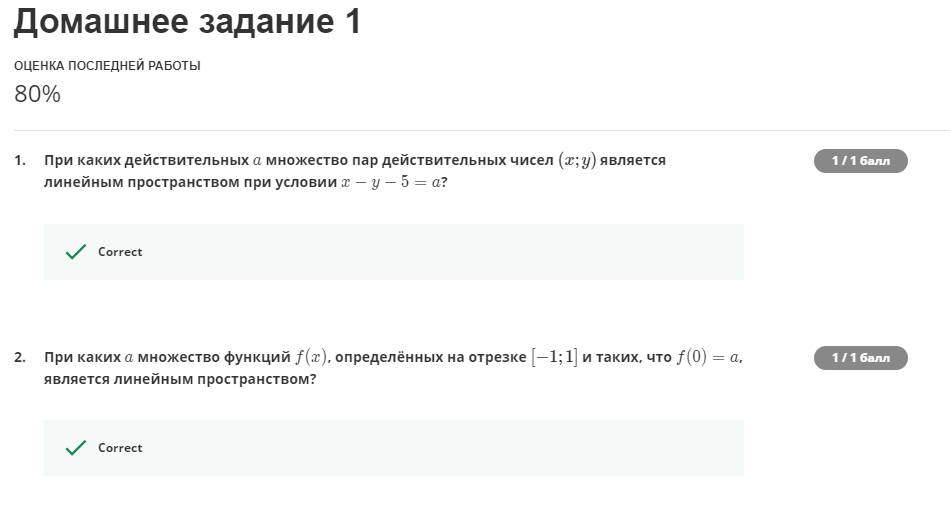 Домашнее задание 1
ОЦЕНКА ПОСЛЕДНЕЙ РАБОТЫ
80%
1. При каких действительных a множество пар действительных чисел (x; y) является
линейным пространством при условии x − y − 5 = a?
1 / 1 балл
Correct
2. При каких a множество функций f(x), определённых на отрезке [−1; 1] и таких, что f(0) = a,
является линейным пространством?
1 / 1 балл
Correct